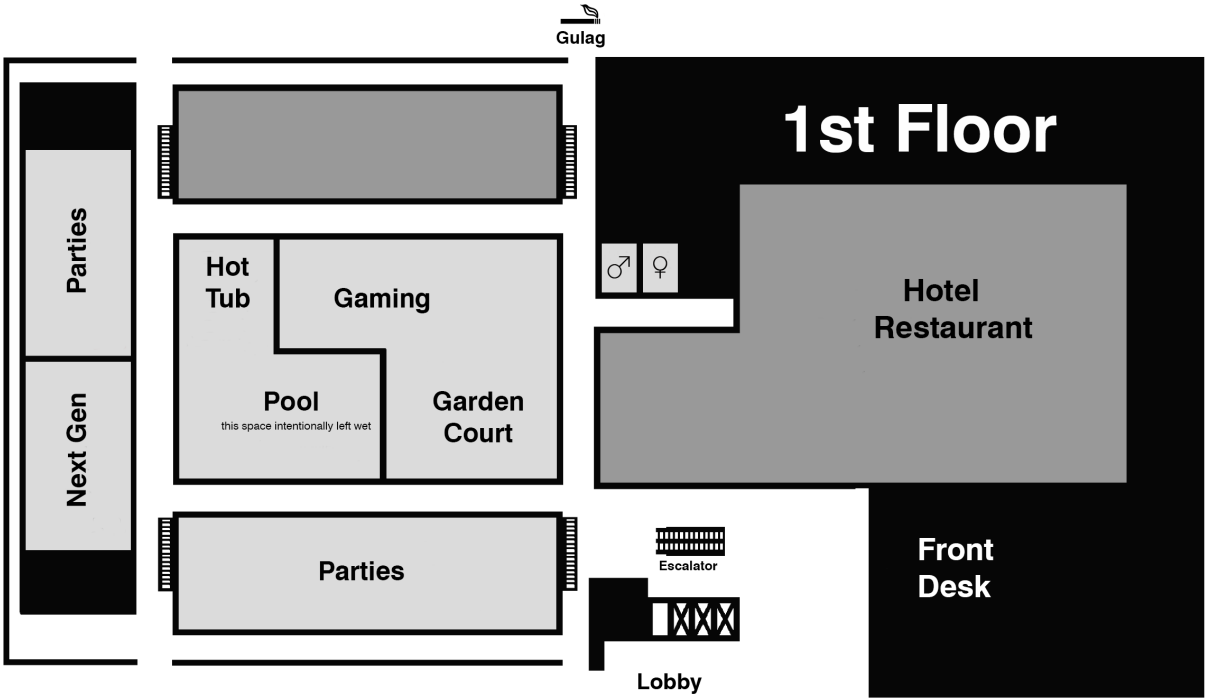 Gulag
1st Floor
Parties
Hot
Tub
Gaming
♂ ♀
Hotel
Restaurant
Next Gen
Pool
this space intentionally left wet
Garden
Court
Parties
Escalator
Front
Desk
Lobby